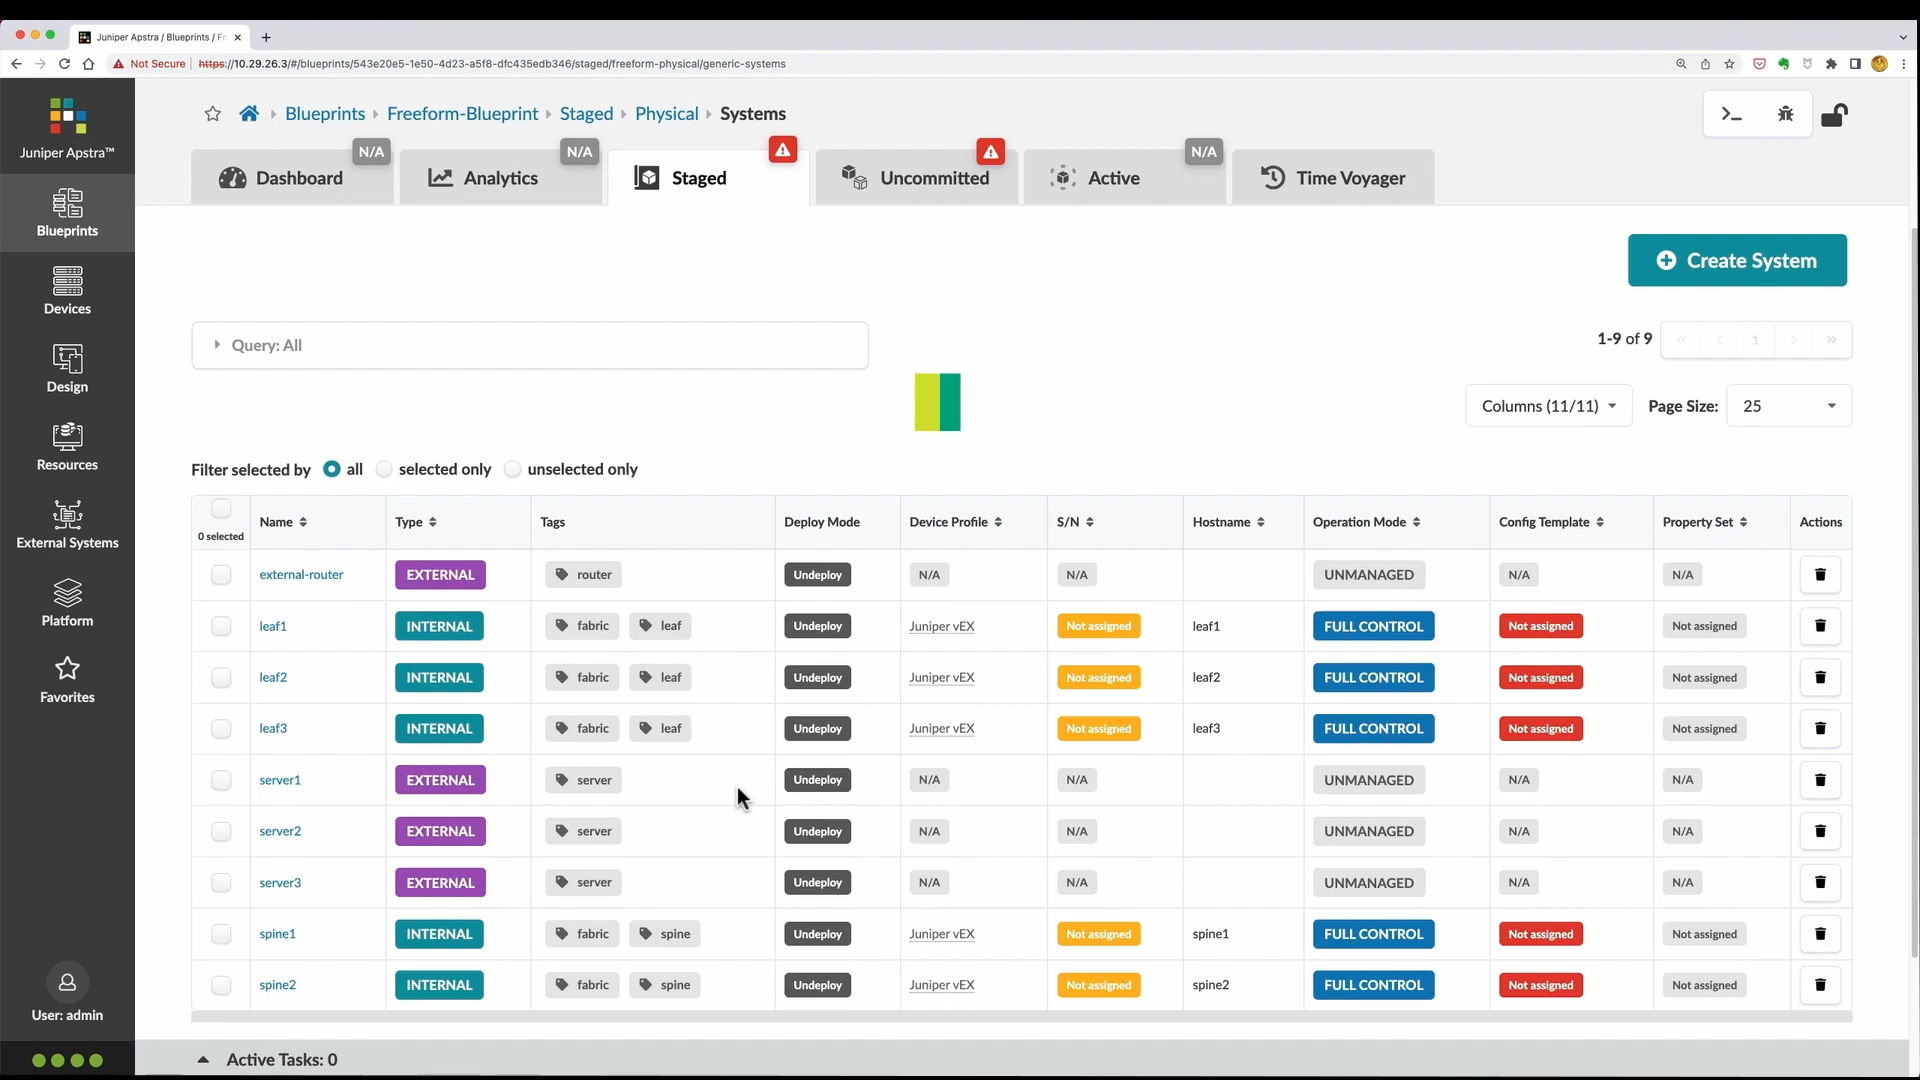 Juniper Apstra / Blueprints / Fr
Not Secure
https://10.29.26.3/#/blueprints/543e20e5-1e50-4d23-a5f8-dfc435edb346/staged/freeform-physical/generic-systems
Juniper Apstra™
Blueprints
Devices
Design
Resources
External Systems
Platform
Favorites
User: admin
Blueprints Freeform-Blueprint Staged Physical Systems
N/A N/A N/A
Dashboard Analytics Staged Uncommitted Active Time Voyager
Create System
Query: All
1-9 of 9 1
Columns (11/11) Page Size: 25
Filter selected by all selected only unselected only
0 selected Name Type Tags Deploy Mode Device Profile S/N Hostname Operation Mode Config Template Property Set Actions
external-router EXTERNAL router Undeploy N/A N/A UNMANAGED N/A N/A
leaf1 INTERNAL fabric leaf Undeploy Juniper vEX Not assigned leaf1 FULL CONTROL Not assigned Not assigned
leaf2 INTERNAL fabric leaf Undeploy Juniper vEX Not assigned leaf2 FULL CONTROL Not assigned Not assigned
leaf3 INTERNAL fabric leaf Undeploy Juniper vEX Not assigned leaf3 FULL CONTROL Not assigned Not assigned
server1 EXTERNAL server Undeploy N/A N/A UNMANAGED N/A N/A
server2 EXTERNAL server Undeploy N/A N/A UNMANAGED N/A N/A
server3 EXTERNAL server Undeploy N/A N/A UNMANAGED N/A N/A
spine1 INTERNAL fabric spine Undeploy Juniper vEX Not assigned spine1 FULL CONTROL Not assigned Not assigned
spine2 INTERNAL fabric spine Undeploy Juniper vEX Not assigned spine2 FULL CONTROL Not assigned Not assigned
Active Tasks: 0